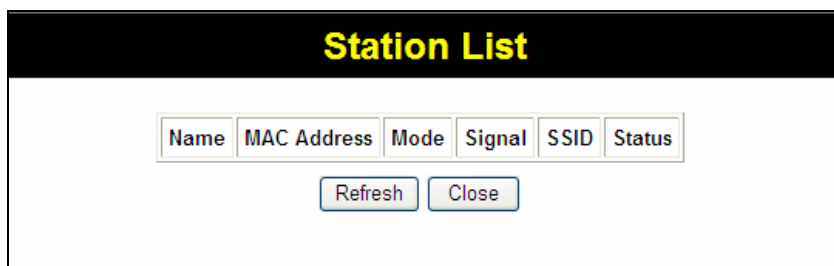 Station List
Name MAC Address Mode Signal SSID Status
Refresh Close